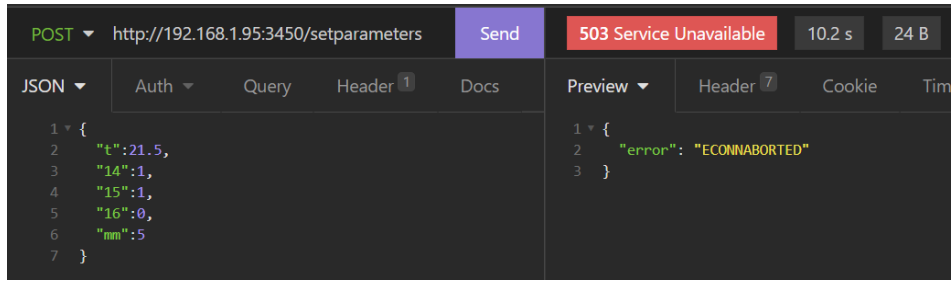 POST http://192.168.1.95:3450/setparameters Send 503 Service Unavailable 10.2 s 24 B
JSON Auth Query Header 1 Docs Preview Header 7 Cookie Tim
1 {
2 "t":21.5,
3 "14":1,
4 "15":1,
5 "16":0,
6 "mm":5
7 }
1 {
2 "error": "ECONNABORTED"
3 }